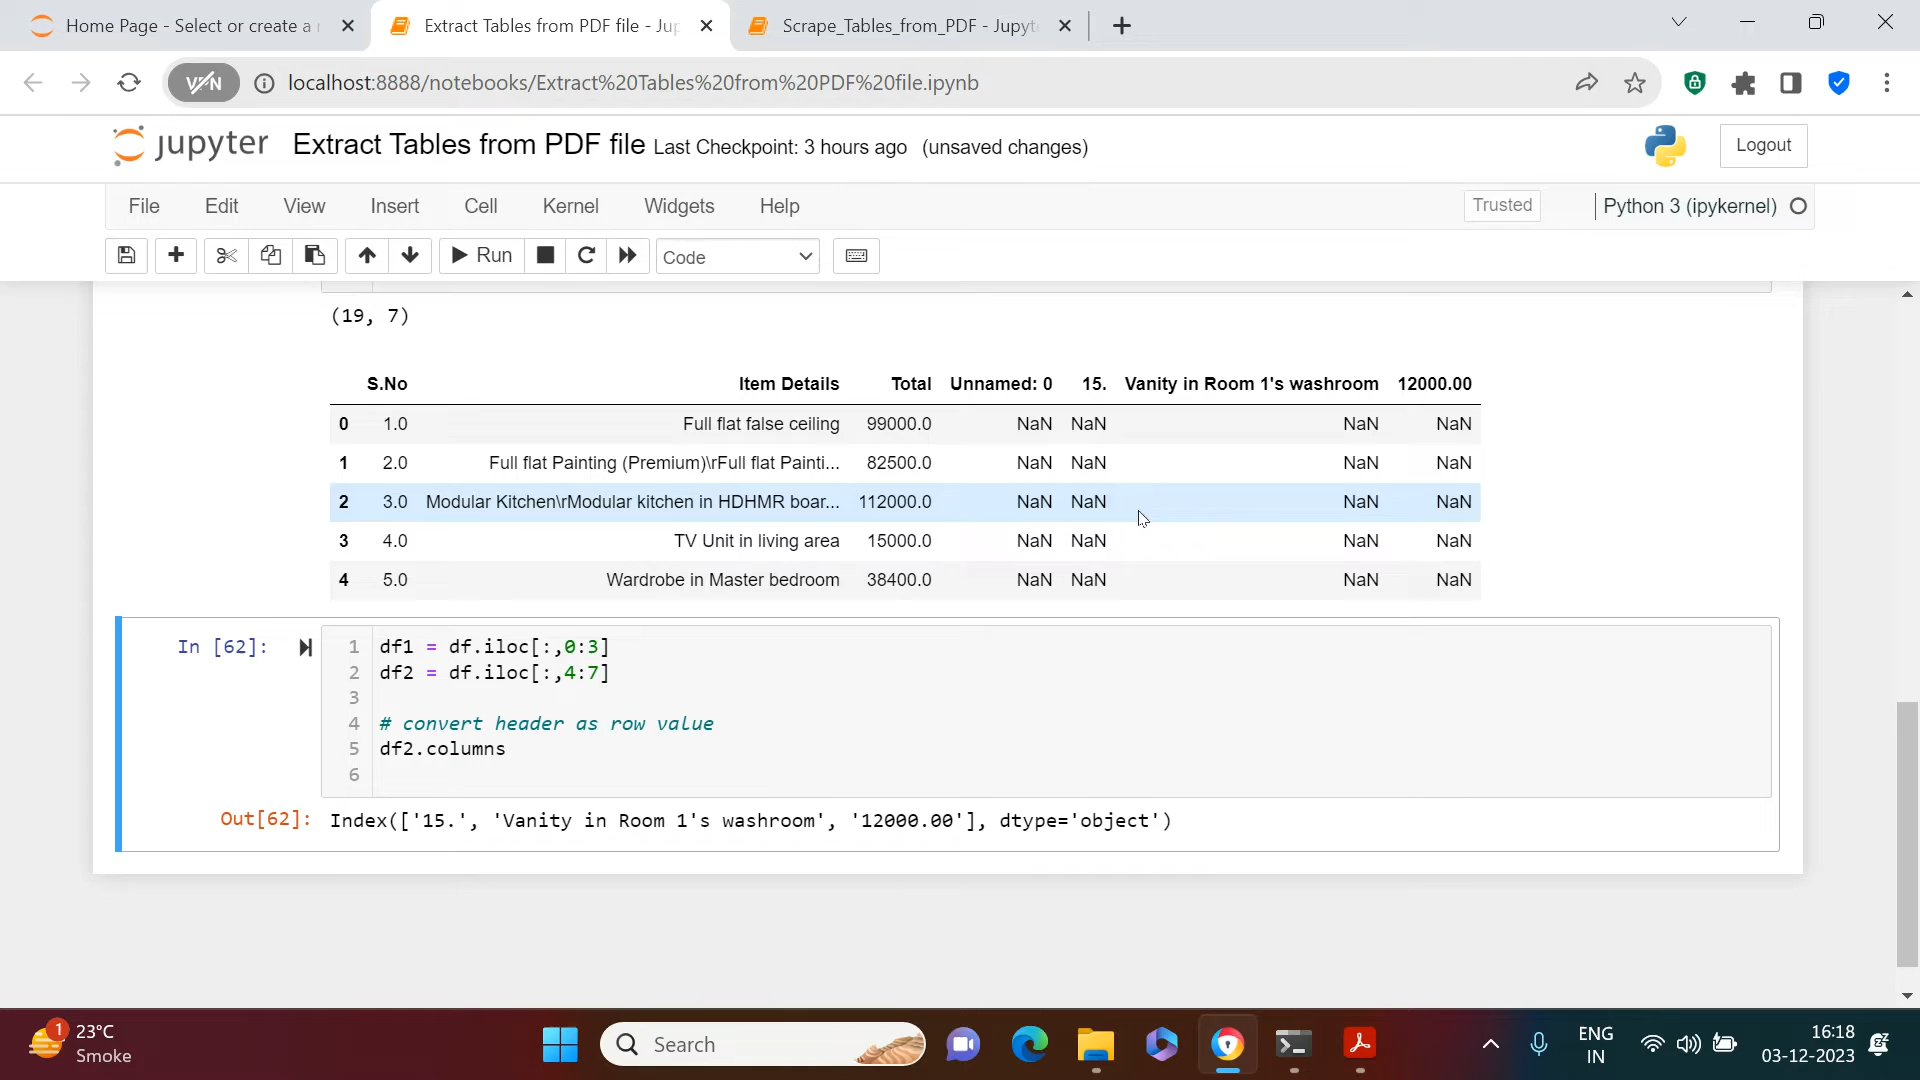 Home Page - Select or create a
Extract Tables from PDF file - Jup
Scrape_Tables_from_PDF - Jupyt
VPN
localhost:8888/notebooks/Extract%20Tables%20from%20PDF%20file.ipynb
jupyter Extract Tables from PDF file Last Checkpoint: 3 hours ago (unsaved changes)
Logout
File Edit View Insert Cell Kernel Widgets Help
Trusted
Python 3 (ipykernel)
Run
Code
(19, 7)
S.No Item Details Total Unnamed: 0 15. Vanity in Room 1's washroom 12000.00
0 1.0 Full flat false ceiling 99000.0 NaN NaN NaN NaN
1 2.0 Full flat Painting (Premium)\rFull flat Painti... 82500.0 NaN NaN NaN NaN
2 3.0 Modular Kitchen\rModular kitchen in HDHMR boar... 112000.0 NaN NaN NaN NaN
3 4.0 TV Unit in living area 15000.0 NaN NaN NaN NaN
4 5.0 Wardrobe in Master bedroom 38400.0 NaN NaN NaN NaN
In [62]:
1 df1 = df.iloc[:,0:3]
2 df2 = df.iloc[:,4:7]
3
4 # convert header as row value
5 df2.columns
6
Out[62]: Index(['15.', 'Vanity in Room 1's washroom', '12000.00'], dtype='object')
1
23°C
Smoke
Search
ENG
IN
16:18
03-12-2023